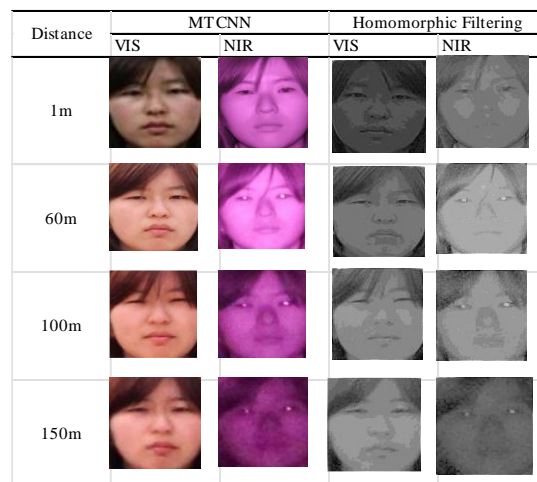 Distance MTCNN Homomorphic Filtering
VIS NIR VIS NIR
1m
60m
100m
150m